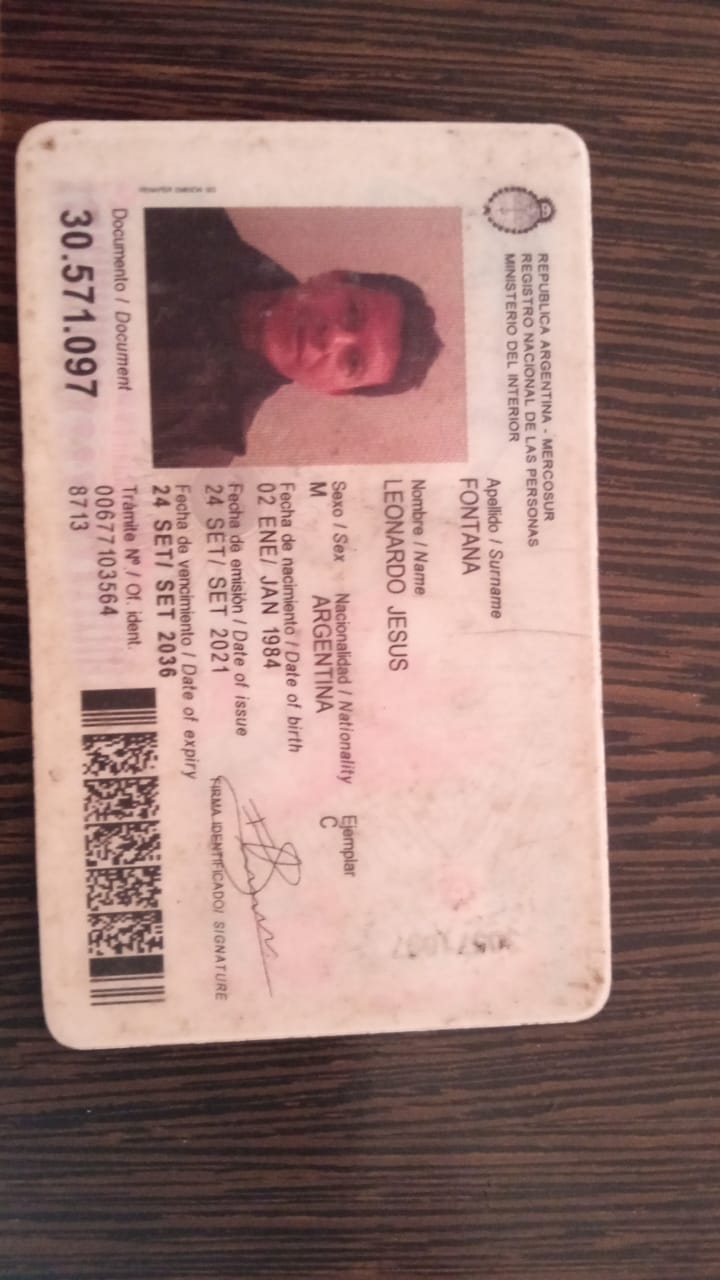 REPUBLICA ARGENTINA - MERCOSUR
REGISTRO NACIONAL DE LAS PERSONAS
MINISTERIO DEL INTERIOR
Apellido / Surname
FONTANA
Nombre / Name
LEONARDO JESUS
Sexo / Sex Nacionalidad / Nationality Ejemplar
M ARGENTINA C
Fecha de nacimiento / Date of birth
02 ENE/ JAN 1984
Fecha de emisión / Date of issue
24 SET/ SET 2021
Fecha de vencimiento / Date of expiry
24 SET/ SET 2036
FIRMA IDENTIFICADO/ SIGNATURE
Documento / Document
30.571.097
Trámite Nº / Of. ident.
00677103564
8713